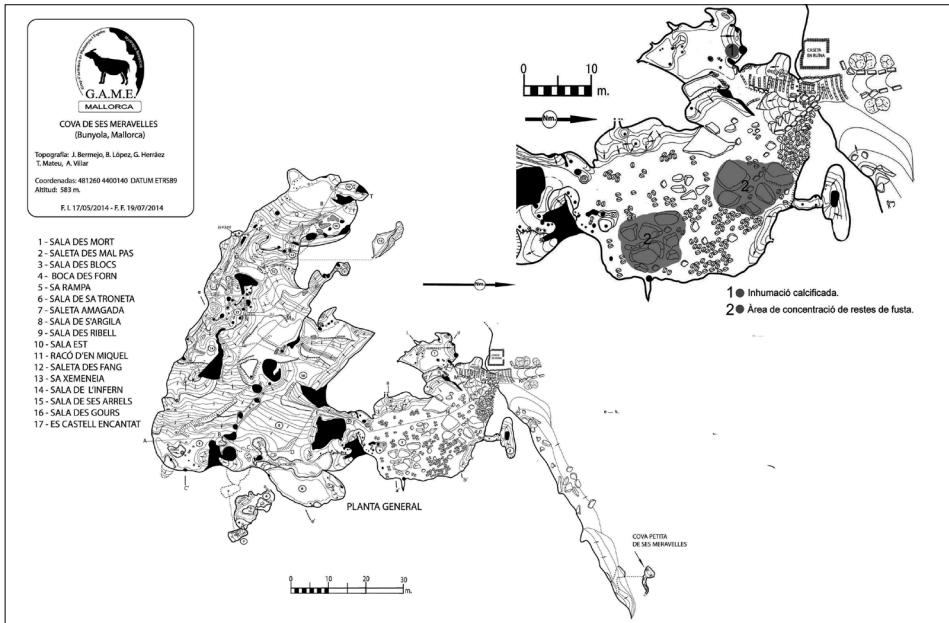 G.A.M.E.
MALLORCA
COVA DE SES MERAVELLES
(Bunyola, Mallorca)
Topografía: J. Bermejo, B. López, G. Herráez
T. Mateu, A. Vilar
Coordenadas: 481260 4400140 DATUM ETRS89
Altitud: 583 m.
F. I. 17/05/2014 - F. F. 19/07/2014
1 - SALA DES MORT
2 - SALETA DES MAL PAS
3 - SALA DES BLOCS
4 - BOCA DES FORN
5 - SA RAMPA
6 - SALA DE SA TRONETA
7 - SALETA AMAGADA
8 - SALA DE S'ARGILA
9 - SALA DES RIBELL
10 - SALA EST
11 - RACÓ D'EN MIQUEL
12 - SALETA DES FANG
13 - SA XEMENEIA
14 - SALA DE L'INFERN
15 - SALA DE SES ARRELS
16 - SALA DES GOURS
17 - ES CASTELL ENCANTAT
0 10
m.
Nm.
CASETA
EN RUÏNA
1
2
2
1 Inhumació calcificada.
2 Àrea de concentració de restes de fusta.
Nm.
PLANTA GENERAL
COVA PETITA
DE SES MERAVELLES
0 10 20 30
m.